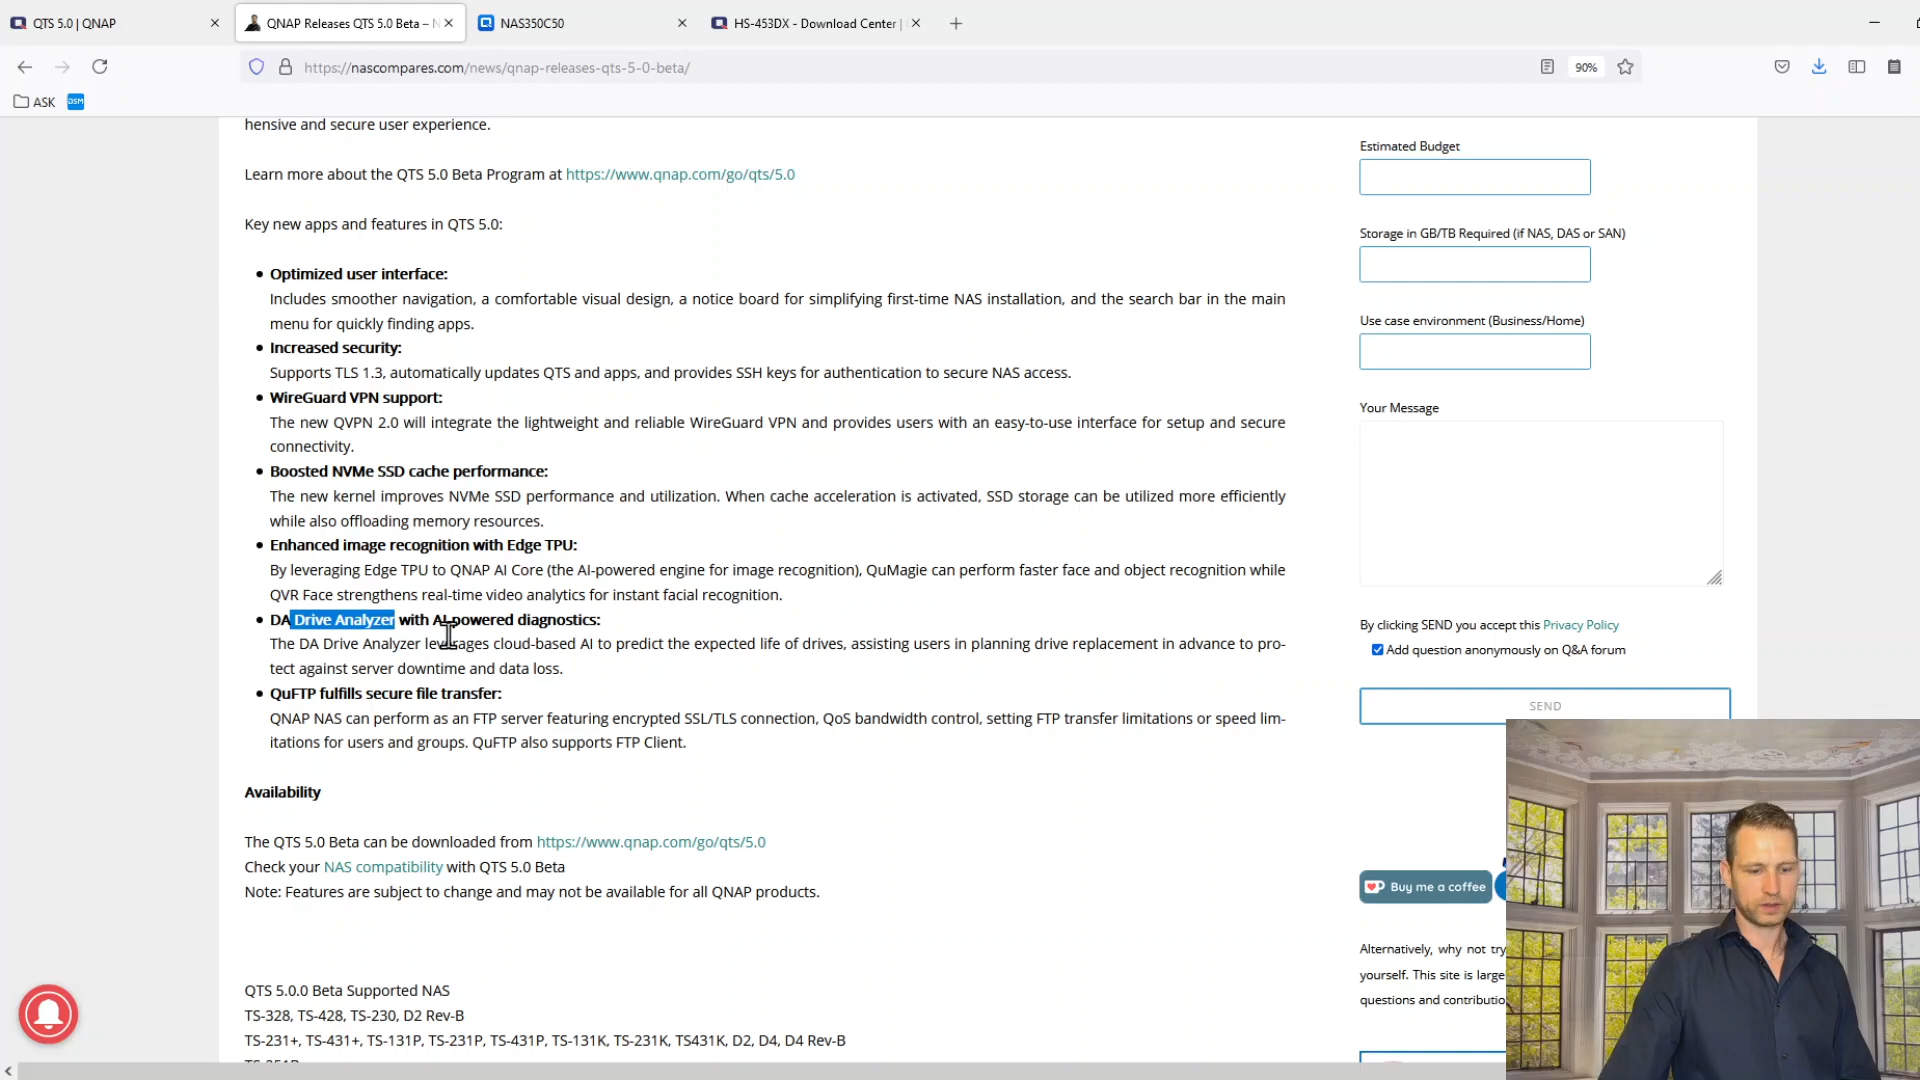 QTS 5.0 | QNAP
QNAP Releases QTS 5.0 Beta –
NAS350C50
HS-453DX - Download Center |
https://nascompares.com/news/qnap-releases-qts-5-0-beta/
90%
ASK
DSM
hensive and secure user experience.
Learn more about the QTS 5.0 Beta Program at https://www.qnap.com/go/qts/5.0
Key new apps and features in QTS 5.0:
• Optimized user interface:
Includes smoother navigation, a comfortable visual design, a notice board for simplifying first-time NAS installation, and the search bar in the main
menu for quickly finding apps.
• Increased security:
Supports TLS 1.3, automatically updates QTS and apps, and provides SSH keys for authentication to secure NAS access.
• WireGuard VPN support:
The new QVPN 2.0 will integrate the lightweight and reliable WireGuard VPN and provides users with an easy-to-use interface for setup and secure
connectivity.
• Boosted NVMe SSD cache performance:
The new kernel improves NVMe SSD performance and utilization. When cache acceleration is activated, SSD storage can be utilized more efficiently
while also offloading memory resources.
• Enhanced image recognition with Edge TPU:
By leveraging Edge TPU to QNAP AI Core (the AI-powered engine for image recognition), QuMagie can perform faster face and object recognition while
QVR Face strengthens real-time video analytics for instant facial recognition.
• DA Drive Analyzer with AI-powered diagnostics:
The DA Drive Analyzer leverages cloud-based AI to predict the expected life of drives, assisting users in planning drive replacement in advance to pro-
tect against server downtime and data loss.
• QuFTP fulfills secure file transfer:
QNAP NAS can perform as an FTP server featuring encrypted SSL/TLS connection, QoS bandwidth control, setting FTP transfer limitations or speed lim-
itations for users and groups. QuFTP also supports FTP Client.
Availability
The QTS 5.0 Beta can be downloaded from https://www.qnap.com/go/qts/5.0
Check your NAS compatibility with QTS 5.0 Beta
Note: Features are subject to change and may not be available for all QNAP products.
QTS 5.0.0 Beta Supported NAS
TS-328, TS-428, TS-230, D2 Rev-B
TS-231+, TS-431+, TS-131P, TS-231P, TS-431P, TS-131K, TS-231K, TS431K, D2, D4, D4 Rev-B
Estimated Budget
Storage in GB/TB Required (if NAS, DAS or SAN)
Use case environment (Business/Home)
Your Message
By clicking SEND you accept this Privacy Policy
Add question anonymously on Q&A forum
SEND
Buy me a coffee
Alternatively, why not try
yourself. This site is large
questions and contributio